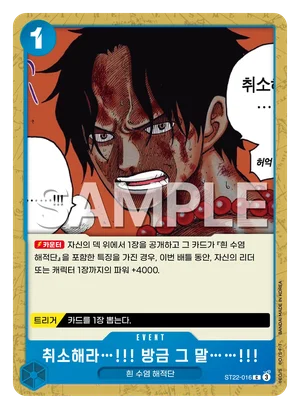 1
취소해
…
…!!!
허억
SAMPLE
카운터 자신의 덱 위에서 1장을 공개하고 그 카드가 『흰 수염
해적단』을 포함한 특징을 가진 경우, 이번 배틀 동안, 자신의 리더
또는 캐릭터 1장까지의 파워 +4000.
트리거 카드를 1장 뽑는다.
EVENT
취소해라…!!! 방금 그 말……!!!
흰 수염 해적단
ST22-016 C 3